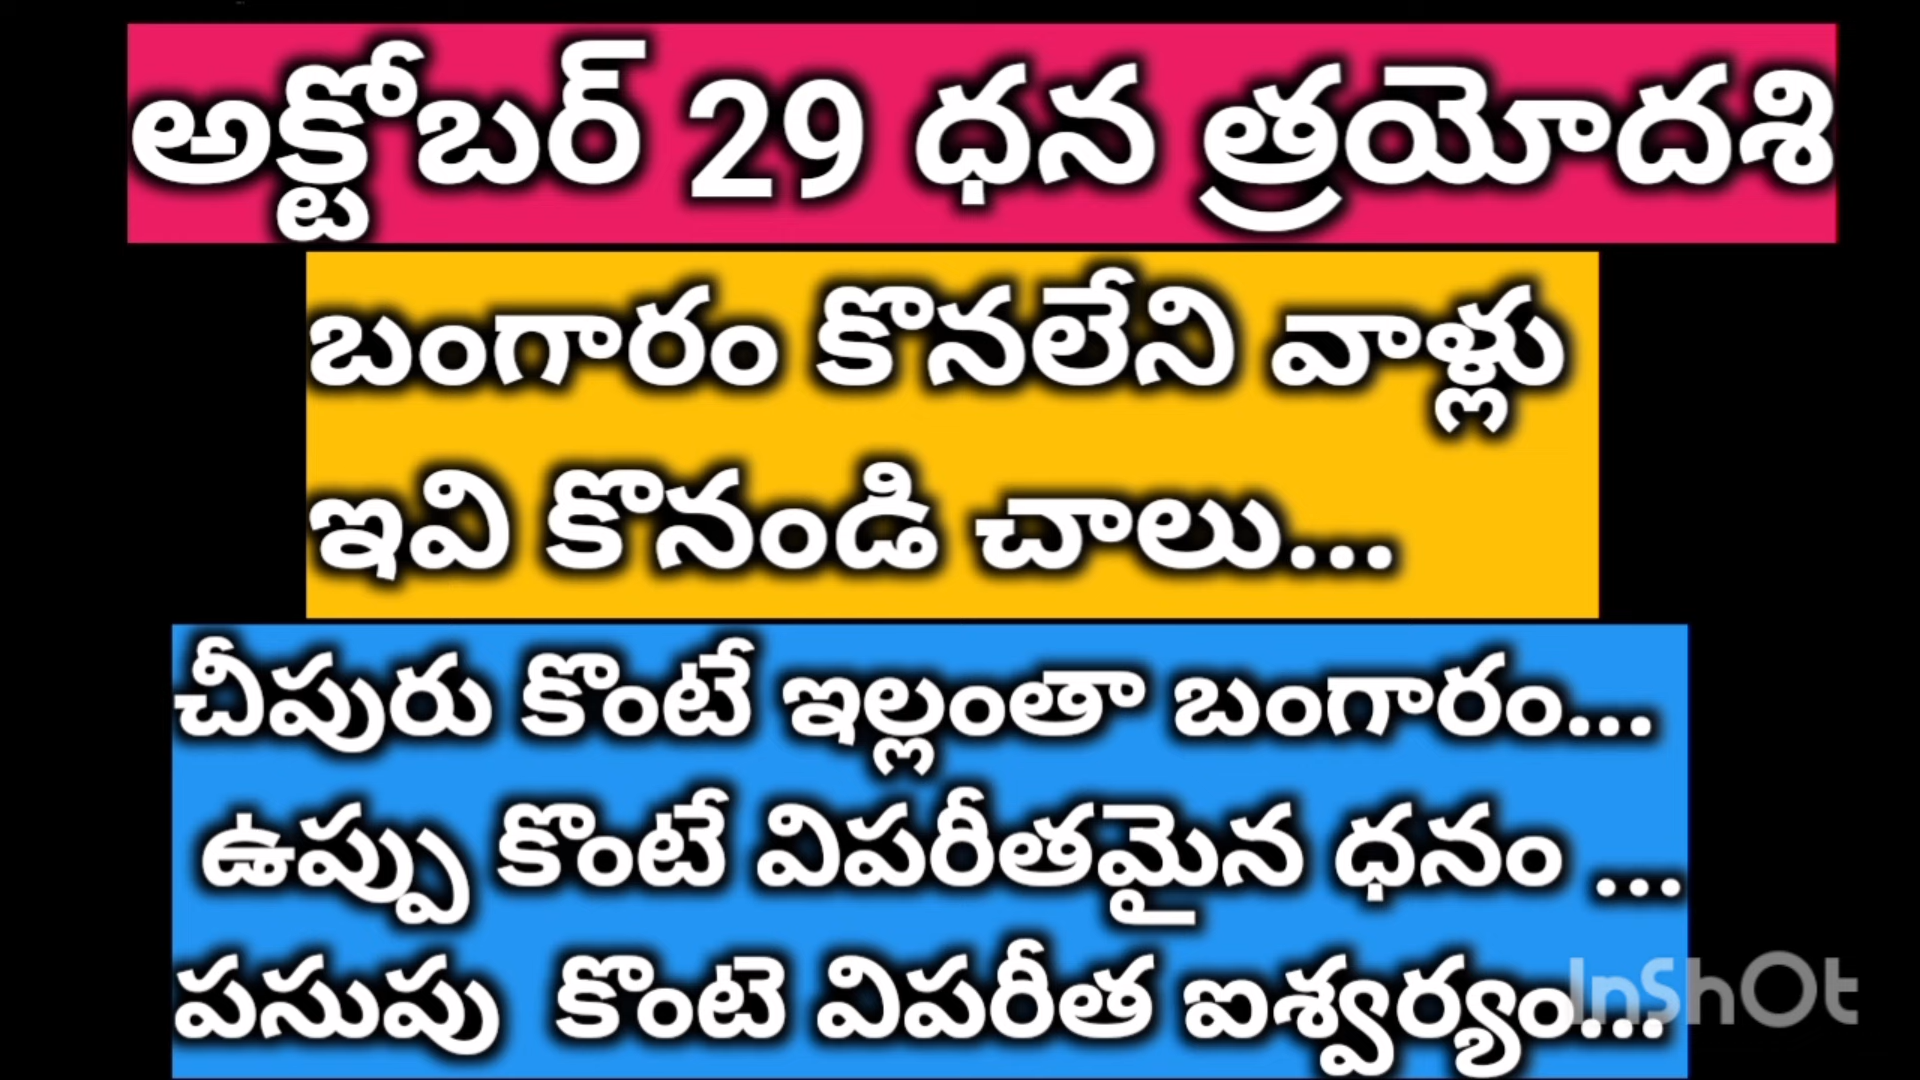 అక్టోబర్ 29 ధన త్రయోదశి
బంగారం కొనలేని వాళ్లు
ఇవి కొనండి చాలు...
చీపురు కొంటే ఇల్లంతా బంగారం...
ఉప్పు కొంటే విపరీతమైన ధనం ...
పసుపు కొంటె విపరీత ఐశ్వర్యం...
InShOt